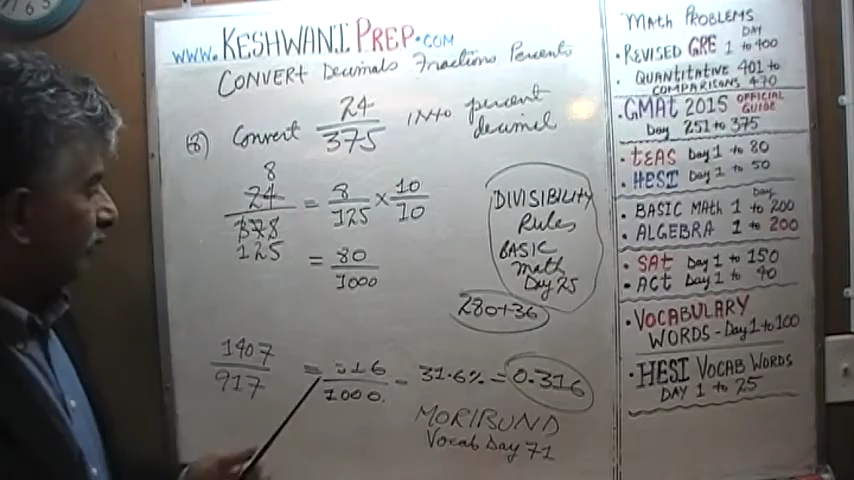 WWW.KESHWANI PREP.COM
CONVERT Decimals Fractions Percents
(8) Convert 24/375 INTO percent decimal
8
24/375 = 8/125 × 10/10
125
= 80/1000
DIVISIBILITY
Rules
BASIC
Math
Day 25
280+36
1407/917 = 316/1000 = 31.6% = 0.316
MORIBUND
Vocab Day 71
MATH PROBLEMS
DAY
• REVISED GRE 1 to 400
• QUANTITATIVE 401 to
COMPARISONS 470
GMAT 2015 OFFICIAL GUIDE
Day 251 to 375
• TEAS Day 1 to 80
• HESI Day 1 to 50
Day
• BASIC MATH 1 to 200
• ALGEBRA 1 to 200
• SAT Day 1 to 150
• ACT Day 1 to 90
• VOCABULARY
WORDS - Day 1 to 100
• HESI VOCAB WORDS
DAY 1 to 25